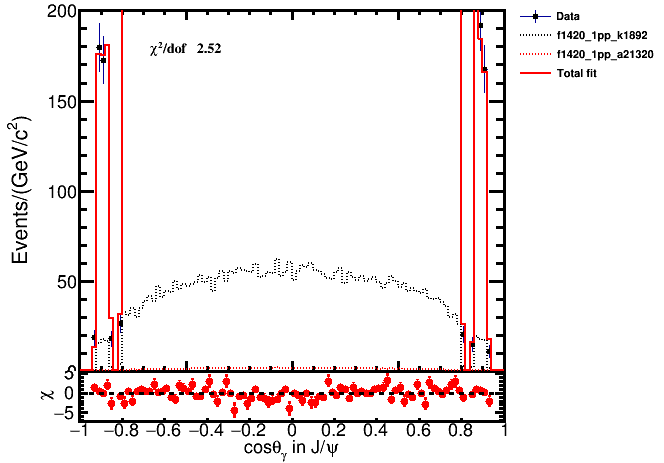 Data
f1420_1pp_k1892
f1420_1pp_a21320
Total fit
χ²/dof 2.52
Events/(GeV/c²)
200
150
100
50
5
0
−5
χ
−1 −0.8 −0.6 −0.4 −0.2 0 0.2 0.4 0.6 0.8 1
cosθγ in J/ψ